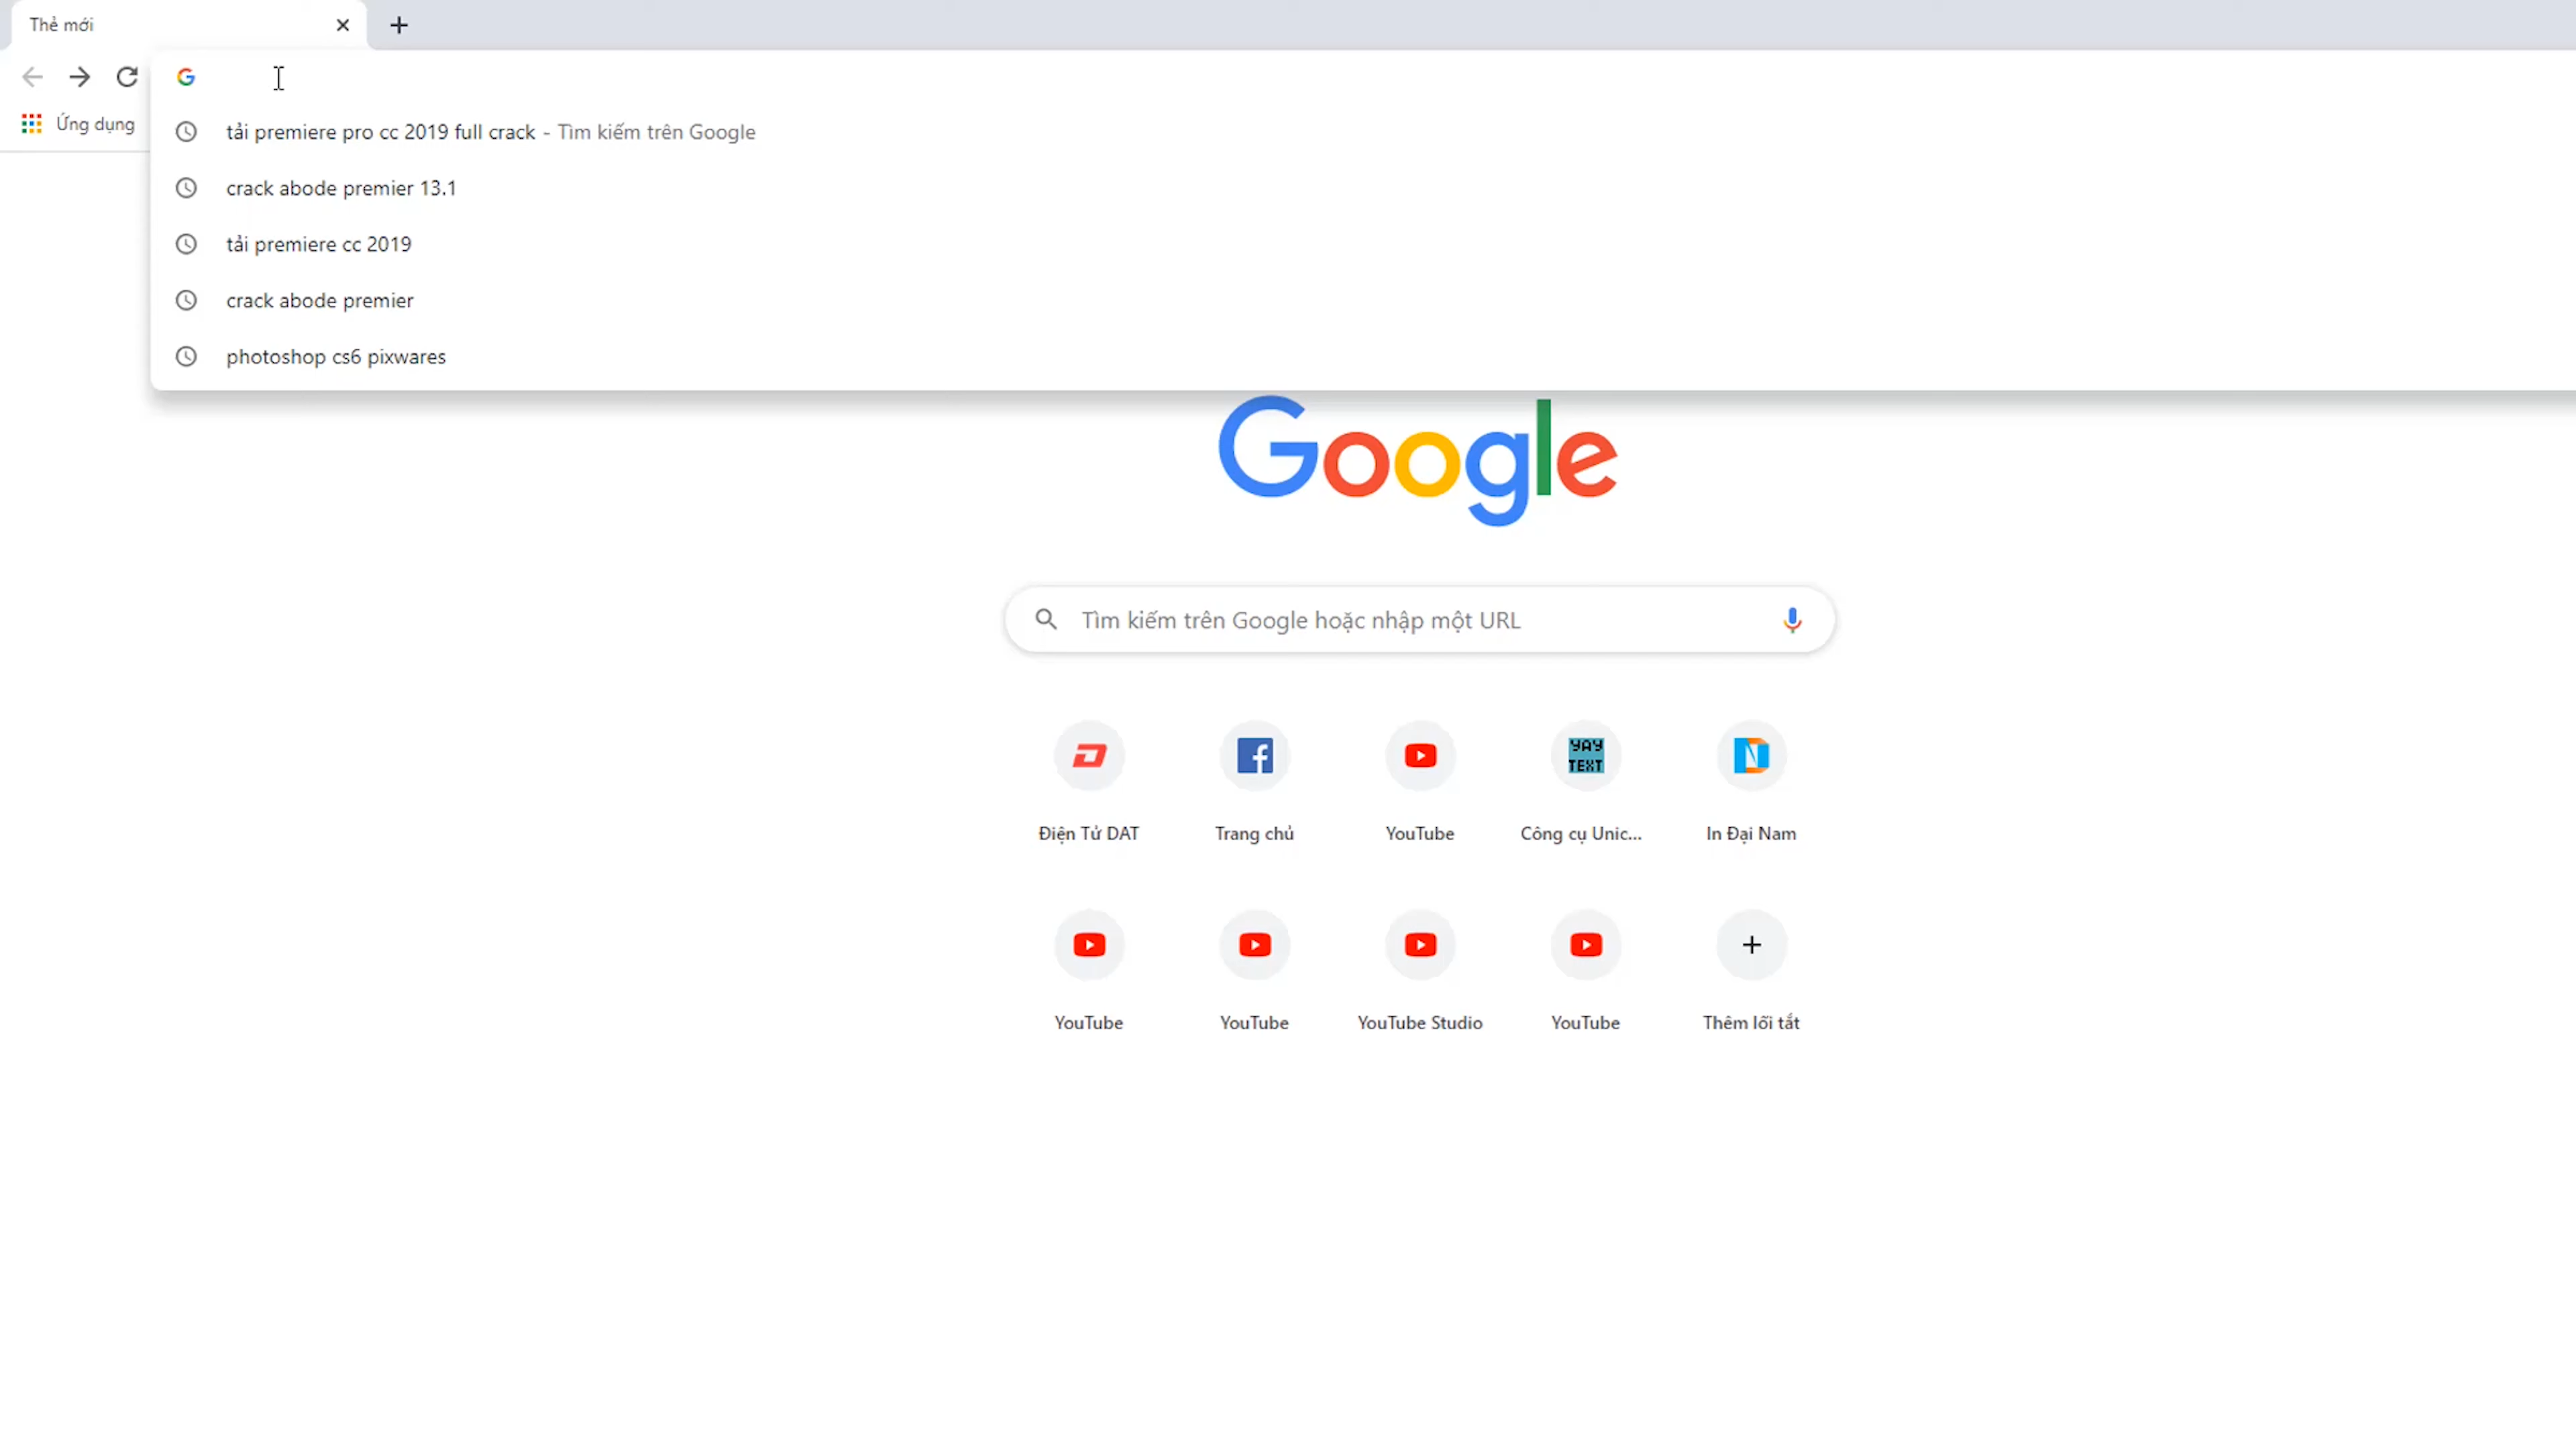 Thẻ mới
Ứng dụng
tải premiere pro cc 2019 full crack - Tìm kiếm trên Google
crack abode premier 13.1
tải premiere cc 2019
crack abode premier
photoshop cs6 pixwares
Google
Tìm kiếm trên Google hoặc nhập một URL
YAY
TEXT
Điện Tử DAT
Trang chủ
YouTube
Công cụ Unic...
In Đại Nam
YouTube
YouTube
YouTube Studio
YouTube
Thêm lối tắt